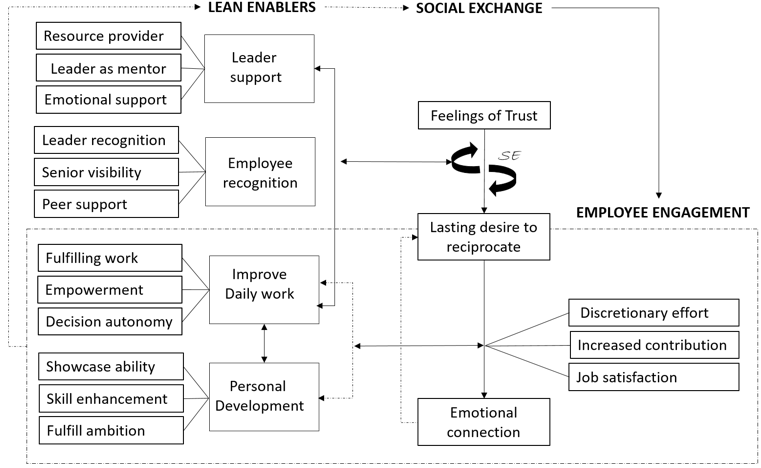 LEAN ENABLERS
SOCIAL EXCHANGE
Resource provider
Leader as mentor
Emotional support
Leader
support
Leader recognition
Senior visibility
Peer support
Employee
recognition
Feelings of Trust
SE
Lasting desire to
reciprocate
EMPLOYEE ENGAGEMENT
Fulfilling work
Empowerment
Decision autonomy
Improve
Daily work
Showcase ability
Skill enhancement
Fulfill ambition
Personal
Development
Discretionary effort
Increased contribution
Job satisfaction
Emotional
connection